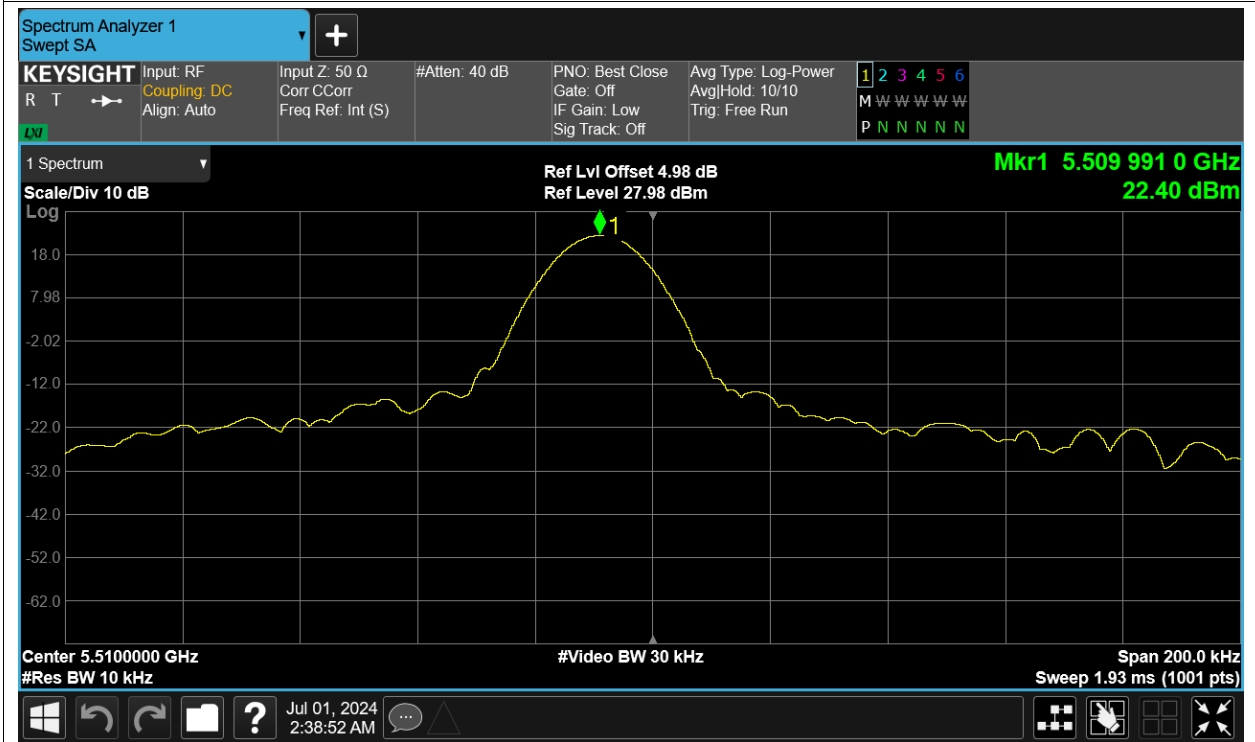 Spectrum Analyzer 1
Swept SA
+
KEYSIGHT
R T
LXI
Input: RF
Coupling: DC
Align: Auto
Input Z: 50 Ω
Corr CCorr
Freq Ref: Int (S)
#Atten: 40 dB
PNO: Best Close
Gate: Off
IF Gain: Low
Sig Track: Off
Avg Type: Log-Power
Avg|Hold: 10/10
Trig: Free Run
1 2 3 4 5 6
M W W W W W
P N N N N N
1 Spectrum
Scale/Div 10 dB
Ref Lvl Offset 4.98 dB
Ref Level 27.98 dBm
Mkr1 5.509 991 0 GHz
22.40 dBm
Log
1
18.0
7.98
-2.02
-12.0
-22.0
-32.0
-42.0
-52.0
-62.0
Center 5.5100000 GHz
#Res BW 10 kHz
#Video BW 30 kHz
Span 200.0 kHz
Sweep 1.93 ms (1001 pts)
?
Jul 01, 2024
2:38:52 AM